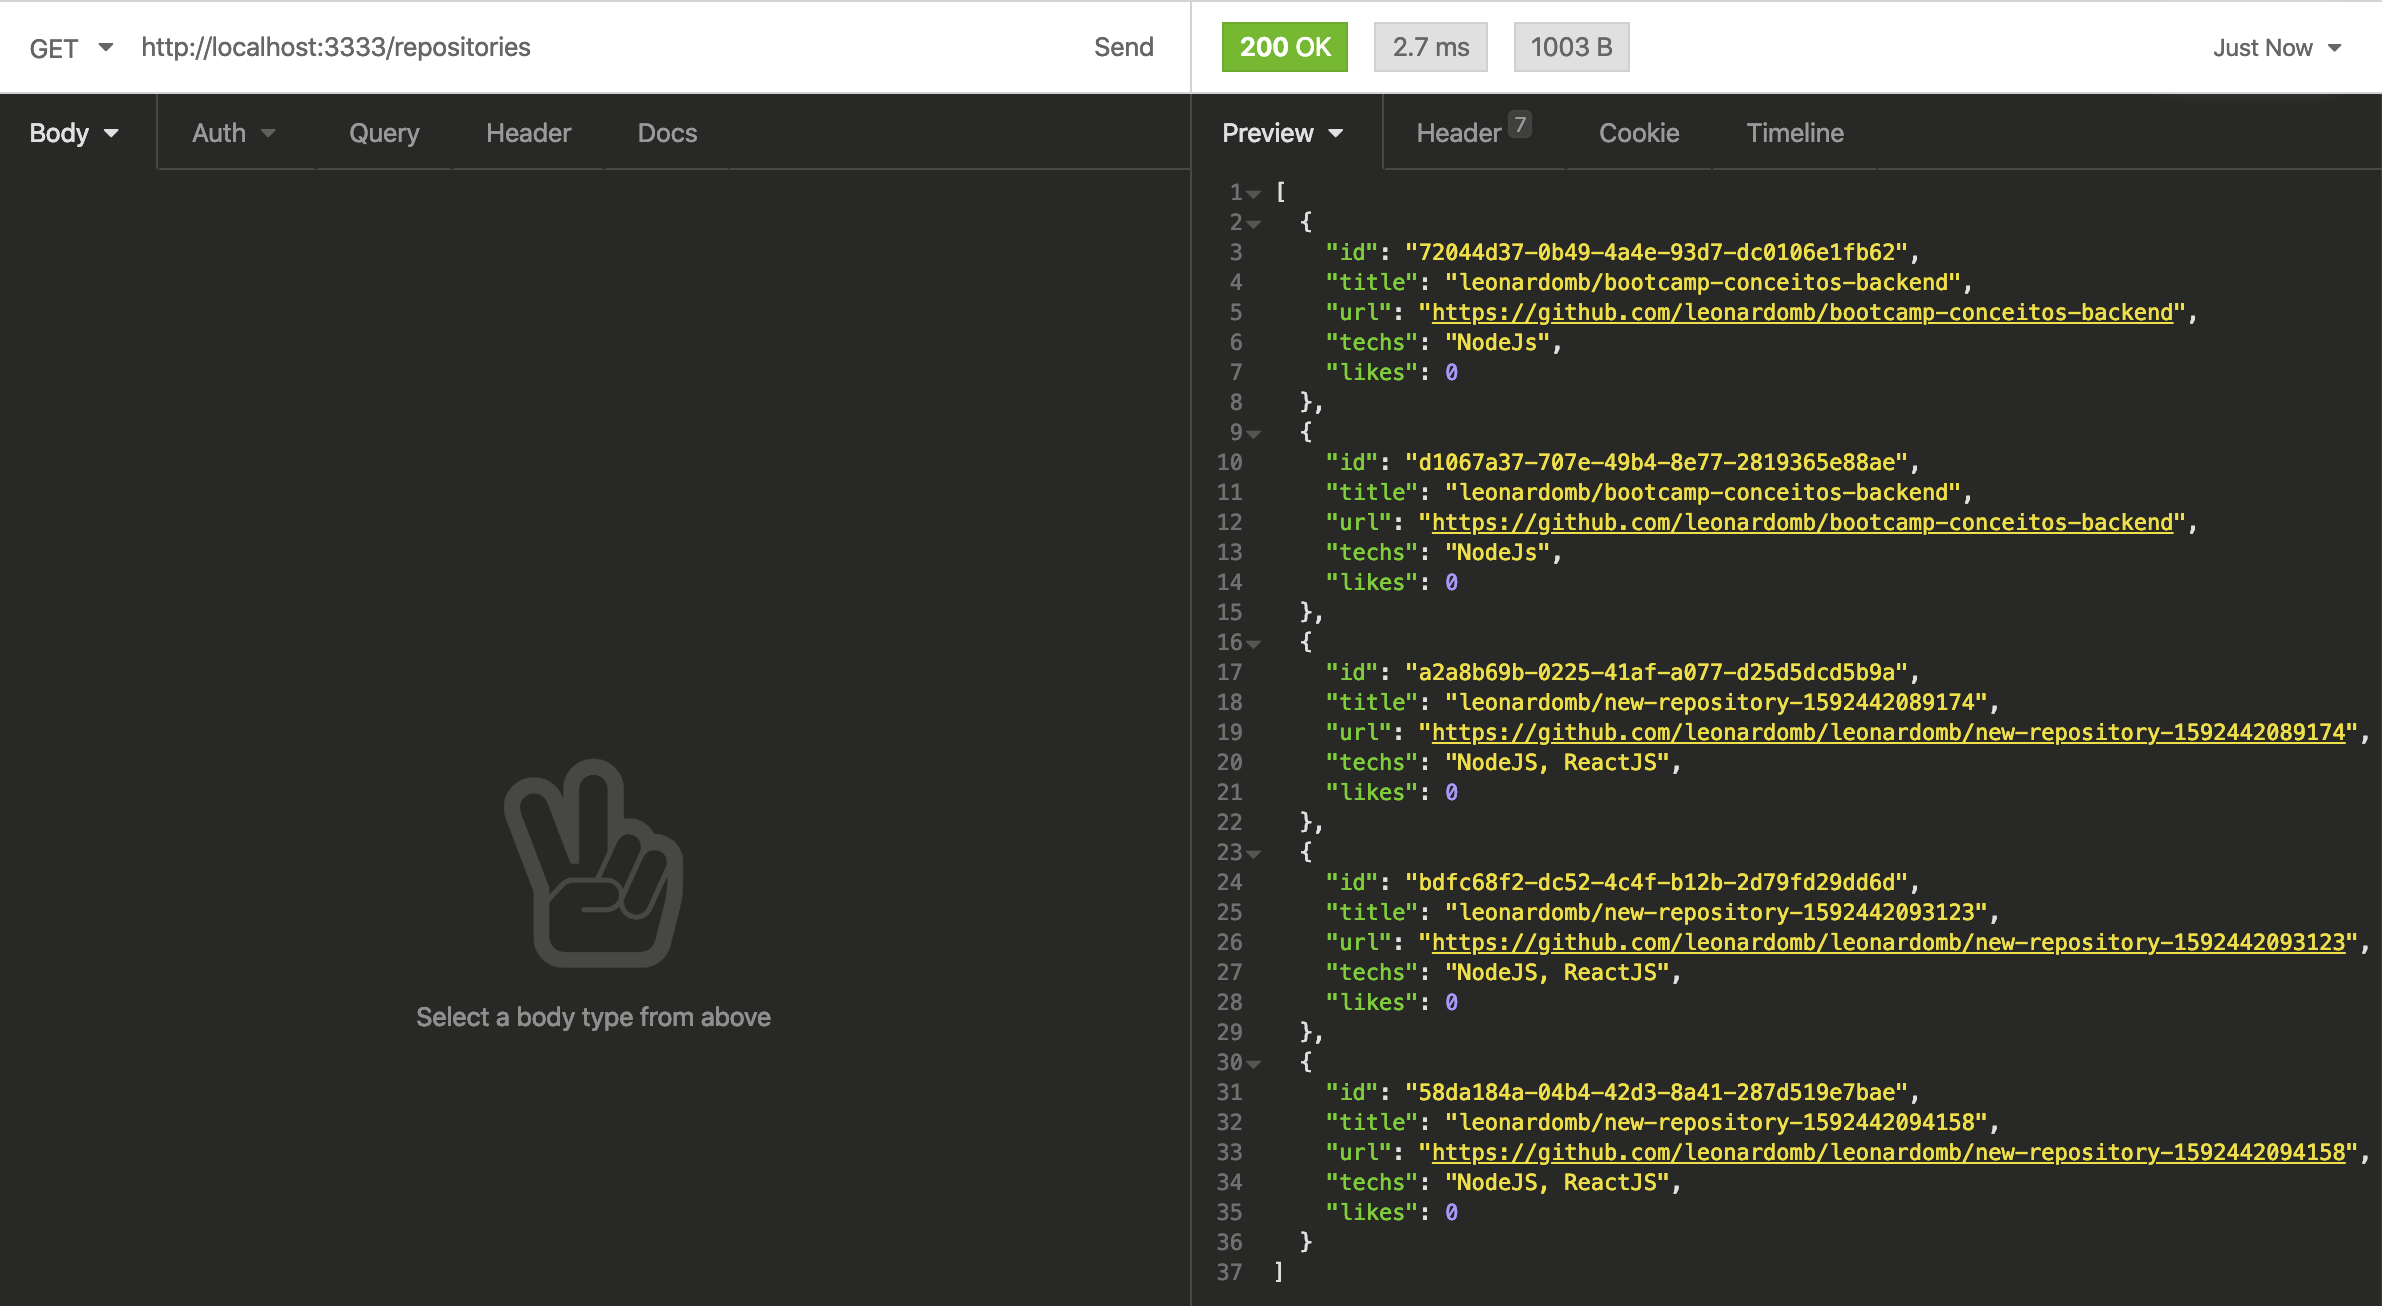 GET http://localhost:3333/repositories Send 200 OK 2.7 ms 1003 B Just Now
Body Auth Query Header Docs
Select a body type from above
Preview Header 7 Cookie Timeline
1 [
2 {
3 "id": "72044d37-0b49-4a4e-93d7-dc0106e1fb62",
4 "title": "leonardomb/bootcamp-conceitos-backend",
5 "url": "https://github.com/leonardomb/bootcamp-conceitos-backend",
6 "techs": "NodeJs",
7 "likes": 0
8 },
9 {
10 "id": "d1067a37-707e-49b4-8e77-2819365e88ae",
11 "title": "leonardomb/bootcamp-conceitos-backend",
12 "url": "https://github.com/leonardomb/bootcamp-conceitos-backend",
13 "techs": "NodeJs",
14 "likes": 0
15 },
16 {
17 "id": "a2a8b69b-0225-41af-a077-d25d5dcd5b9a",
18 "title": "leonardomb/new-repository-1592442089174",
19 "url": "https://github.com/leonardomb/leonardomb/new-repository-1592442089174",
20 "techs": "NodeJS, ReactJS",
21 "likes": 0
22 },
23 {
24 "id": "bdfc68f2-dc52-4c4f-b12b-2d79fd29dd6d",
25 "title": "leonardomb/new-repository-1592442093123",
26 "url": "https://github.com/leonardomb/leonardomb/new-repository-1592442093123",
27 "techs": "NodeJS, ReactJS",
28 "likes": 0
29 },
30 {
31 "id": "58da184a-04b4-42d3-8a41-287d519e7bae",
32 "title": "leonardomb/new-repository-1592442094158",
33 "url": "https://github.com/leonardomb/leonardomb/new-repository-1592442094158",
34 "techs": "NodeJS, ReactJS",
35 "likes": 0
36 }
37 ]